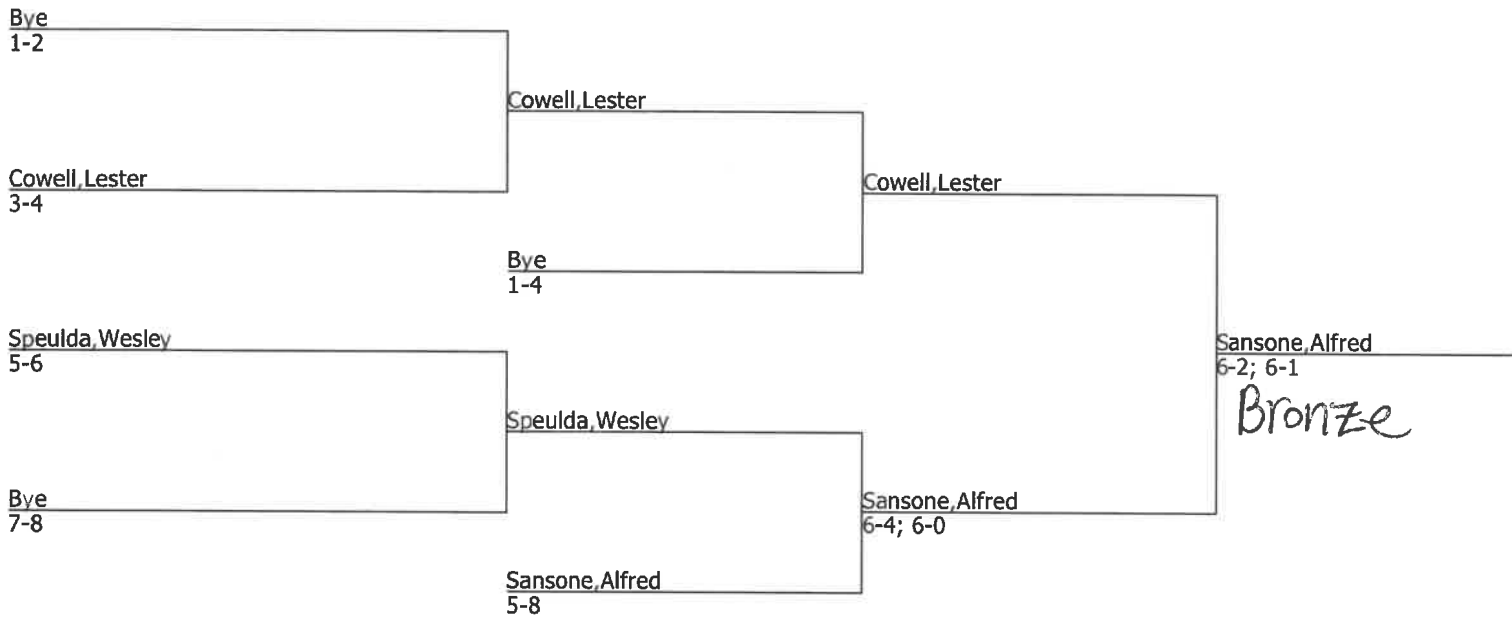 Bye
1-2
Cowell,Lester
Cowell,Lester
3-4
Cowell,Lester
Bye
1-4
Speulda,Wesley
5-6
Sansone,Alfred
6-2; 6-1
Bronze
Speulda,Wesley
Bye
7-8
Sansone,Alfred
6-4; 6-0
Sansone,Alfred
5-8